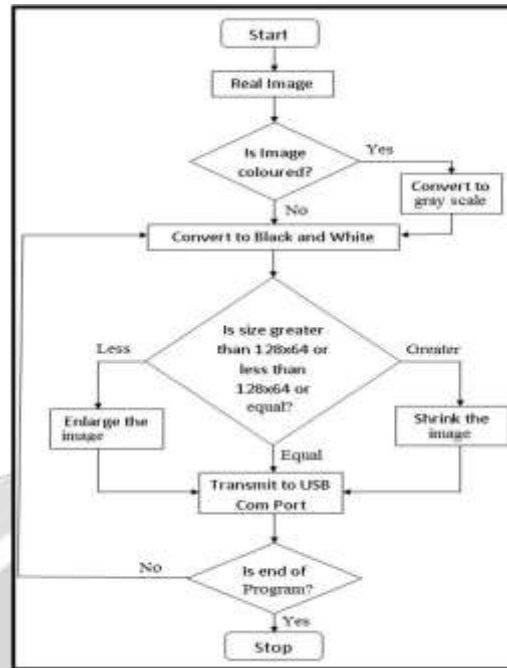 Start
Real Image
Is Image
coloured?
Yes
Convert to
gray scale
No
Convert to Black and White
Is size greater
than 128x64 or
less than
128x64 or
equal?
Less
Greater
Enlarge the
image
Shrink the
image
Equal
Transmit to USB
Com Port
Is end of
Program?
No
Yes
Stop